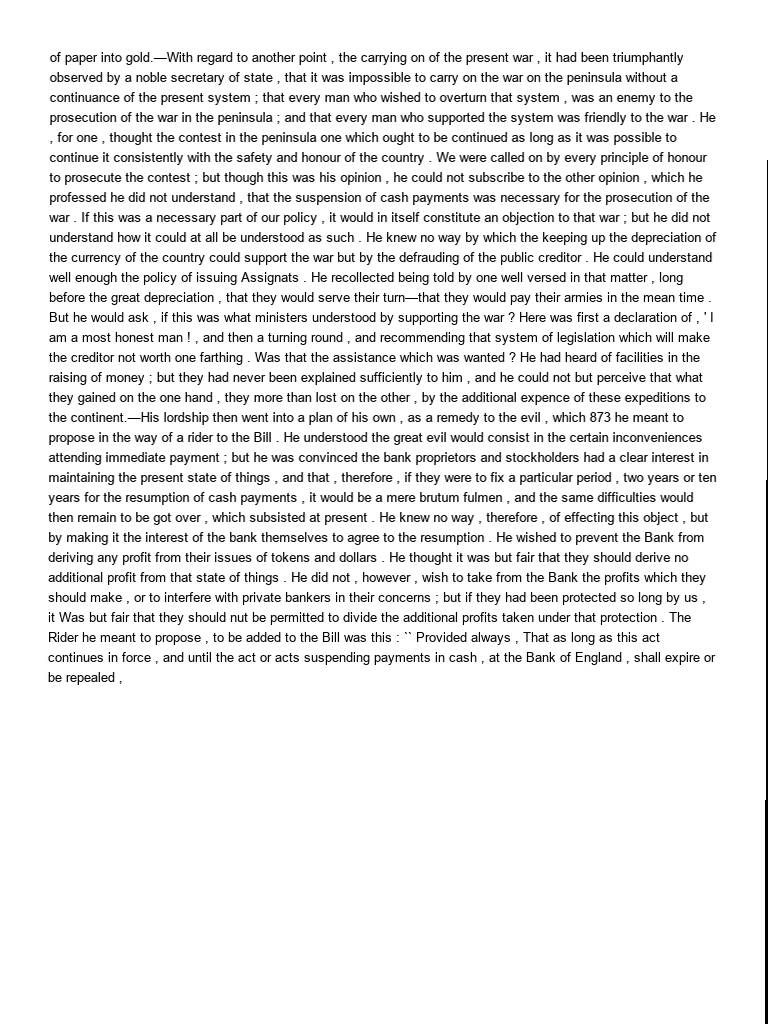 of paper into gold.—With regard to another point , the carrying on of the present war , it had been triumphantly
observed by a noble secretary of state , that it was impossible to carry on the war on the peninsula without a
continuance of the present system ; that every man who wished to overturn that system , was an enemy to the
prosecution of the war in the peninsula ; and that every man who supported the system was friendly to the war . He
, for one , thought the contest in the peninsula one which ought to be continued as long as it was possible to
continue it consistently with the safety and honour of the country . We were called on by every principle of honour
to prosecute the contest ; but though this was his opinion , he could not subscribe to the other opinion , which he
professed he did not understand , that the suspension of cash payments was necessary for the prosecution of the
war . If this was a necessary part of our policy , it would in itself constitute an objection to that war ; but he did not
understand how it could at all be understood as such . He knew no way by which the keeping up the depreciation of
the currency of the country could support the war but by the defrauding of the public creditor . He could understand
well enough the policy of issuing Assignats . He recollected being told by one well versed in that matter , long
before the great depreciation , that they would serve their turn—that they would pay their armies in the mean time .
But he would ask , if this was what ministers understood by supporting the war ? Here was first a declaration of , ' I
am a most honest man ! , and then a turning round , and recommending that system of legislation which will make
the creditor not worth one farthing . Was that the assistance which was wanted ? He had heard of facilities in the
raising of money ; but they had never been explained sufficiently to him , and he could not but perceive that what
they gained on the one hand , they more than lost on the other , by the additional expence of these expeditions to
the continent.—His lordship then went into a plan of his own , as a remedy to the evil , which 873 he meant to
propose in the way of a rider to the Bill . He understood the great evil would consist in the certain inconveniences
attending immediate payment ; but he was convinced the bank proprietors and stockholders had a clear interest in
maintaining the present state of things , and that , therefore , if they were to fix a particular period , two years or ten
years for the resumption of cash payments , it would be a mere brutum fulmen , and the same difficulties would
then remain to be got over , which subsisted at present . He knew no way , therefore , of effecting this object , but
by making it the interest of the bank themselves to agree to the resumption . He wished to prevent the Bank from
deriving any profit from their issues of tokens and dollars . He thought it was but fair that they should derive no
additional profit from that state of things . He did not , however , wish to take from the Bank the profits which they
should make , or to interfere with private bankers in their concerns ; but if they had been protected so long by us ,
it Was but fair that they should nut be permitted to divide the additional profits taken under that protection . The
Rider he meant to propose , to be added to the Bill was this : `` Provided always , That as long as this act
continues in force , and until the act or acts suspending payments in cash , at the Bank of England , shall expire or
be repealed ,